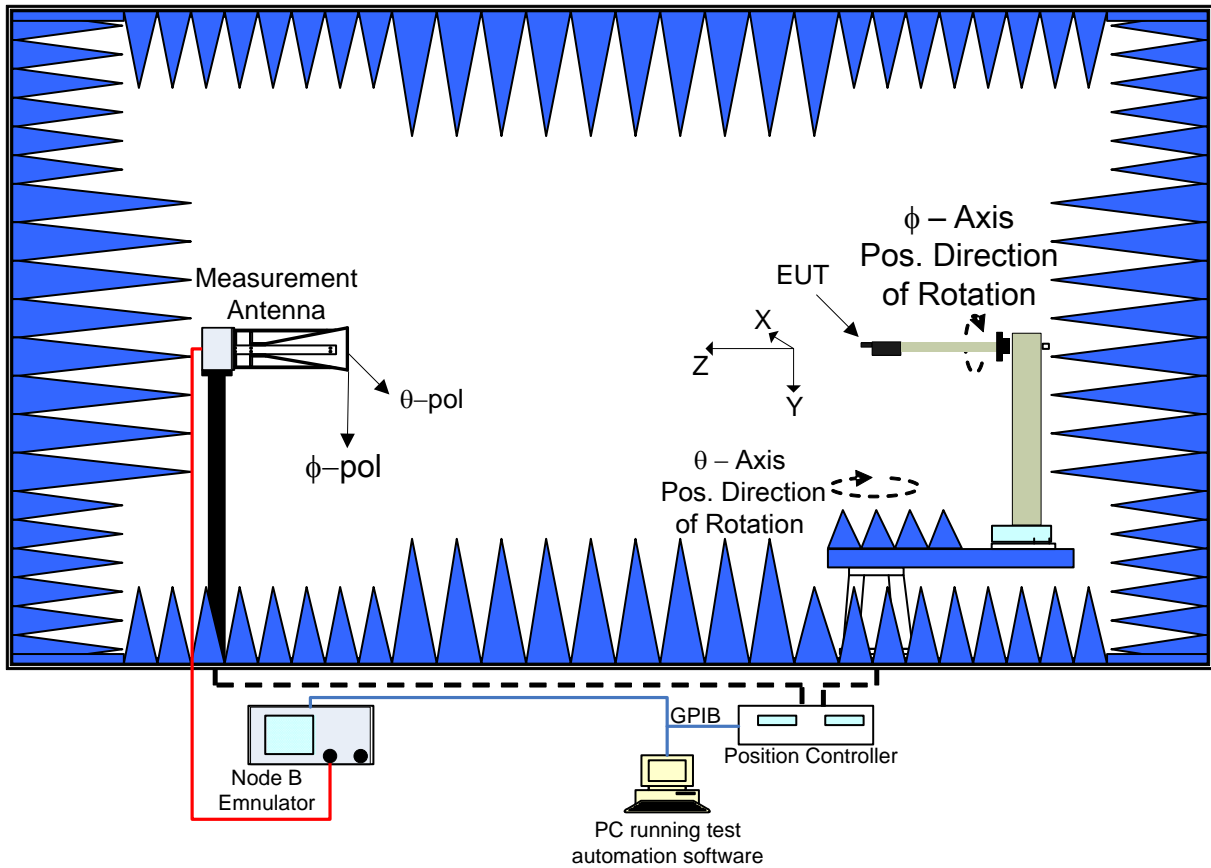 ϕ – Axis
Pos. Direction
of Rotation
Measurement
Antenna
EUT
X
Z
Y
θ–pol
ϕ–pol
θ – Axis
Pos. Direction
of Rotation
GPIB
Position Controller
Node B
Emnulator
PC running test
automation software